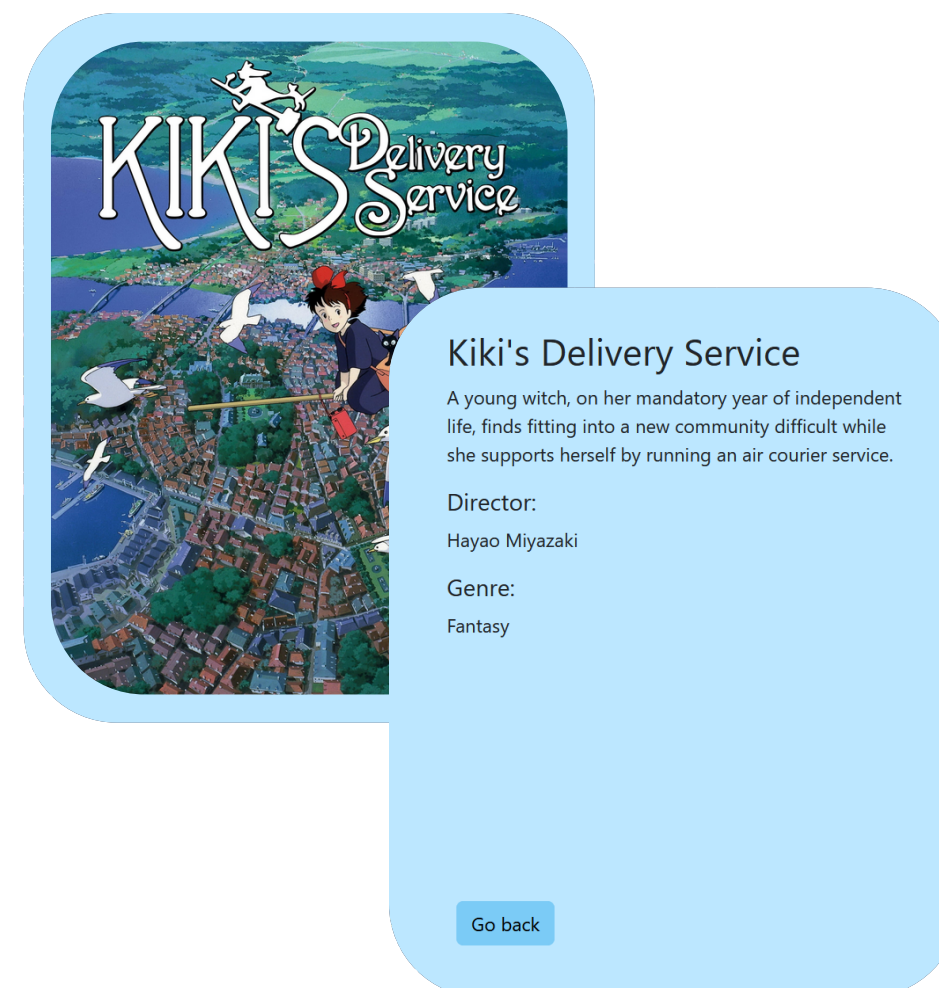 KIKI'S Delivery
Service
Kiki's Delivery Service
A young witch, on her mandatory year of independent
life, finds fitting into a new community difficult while
she supports herself by running an air courier service.
Director:
Hayao Miyazaki
Genre:
Fantasy
Go back